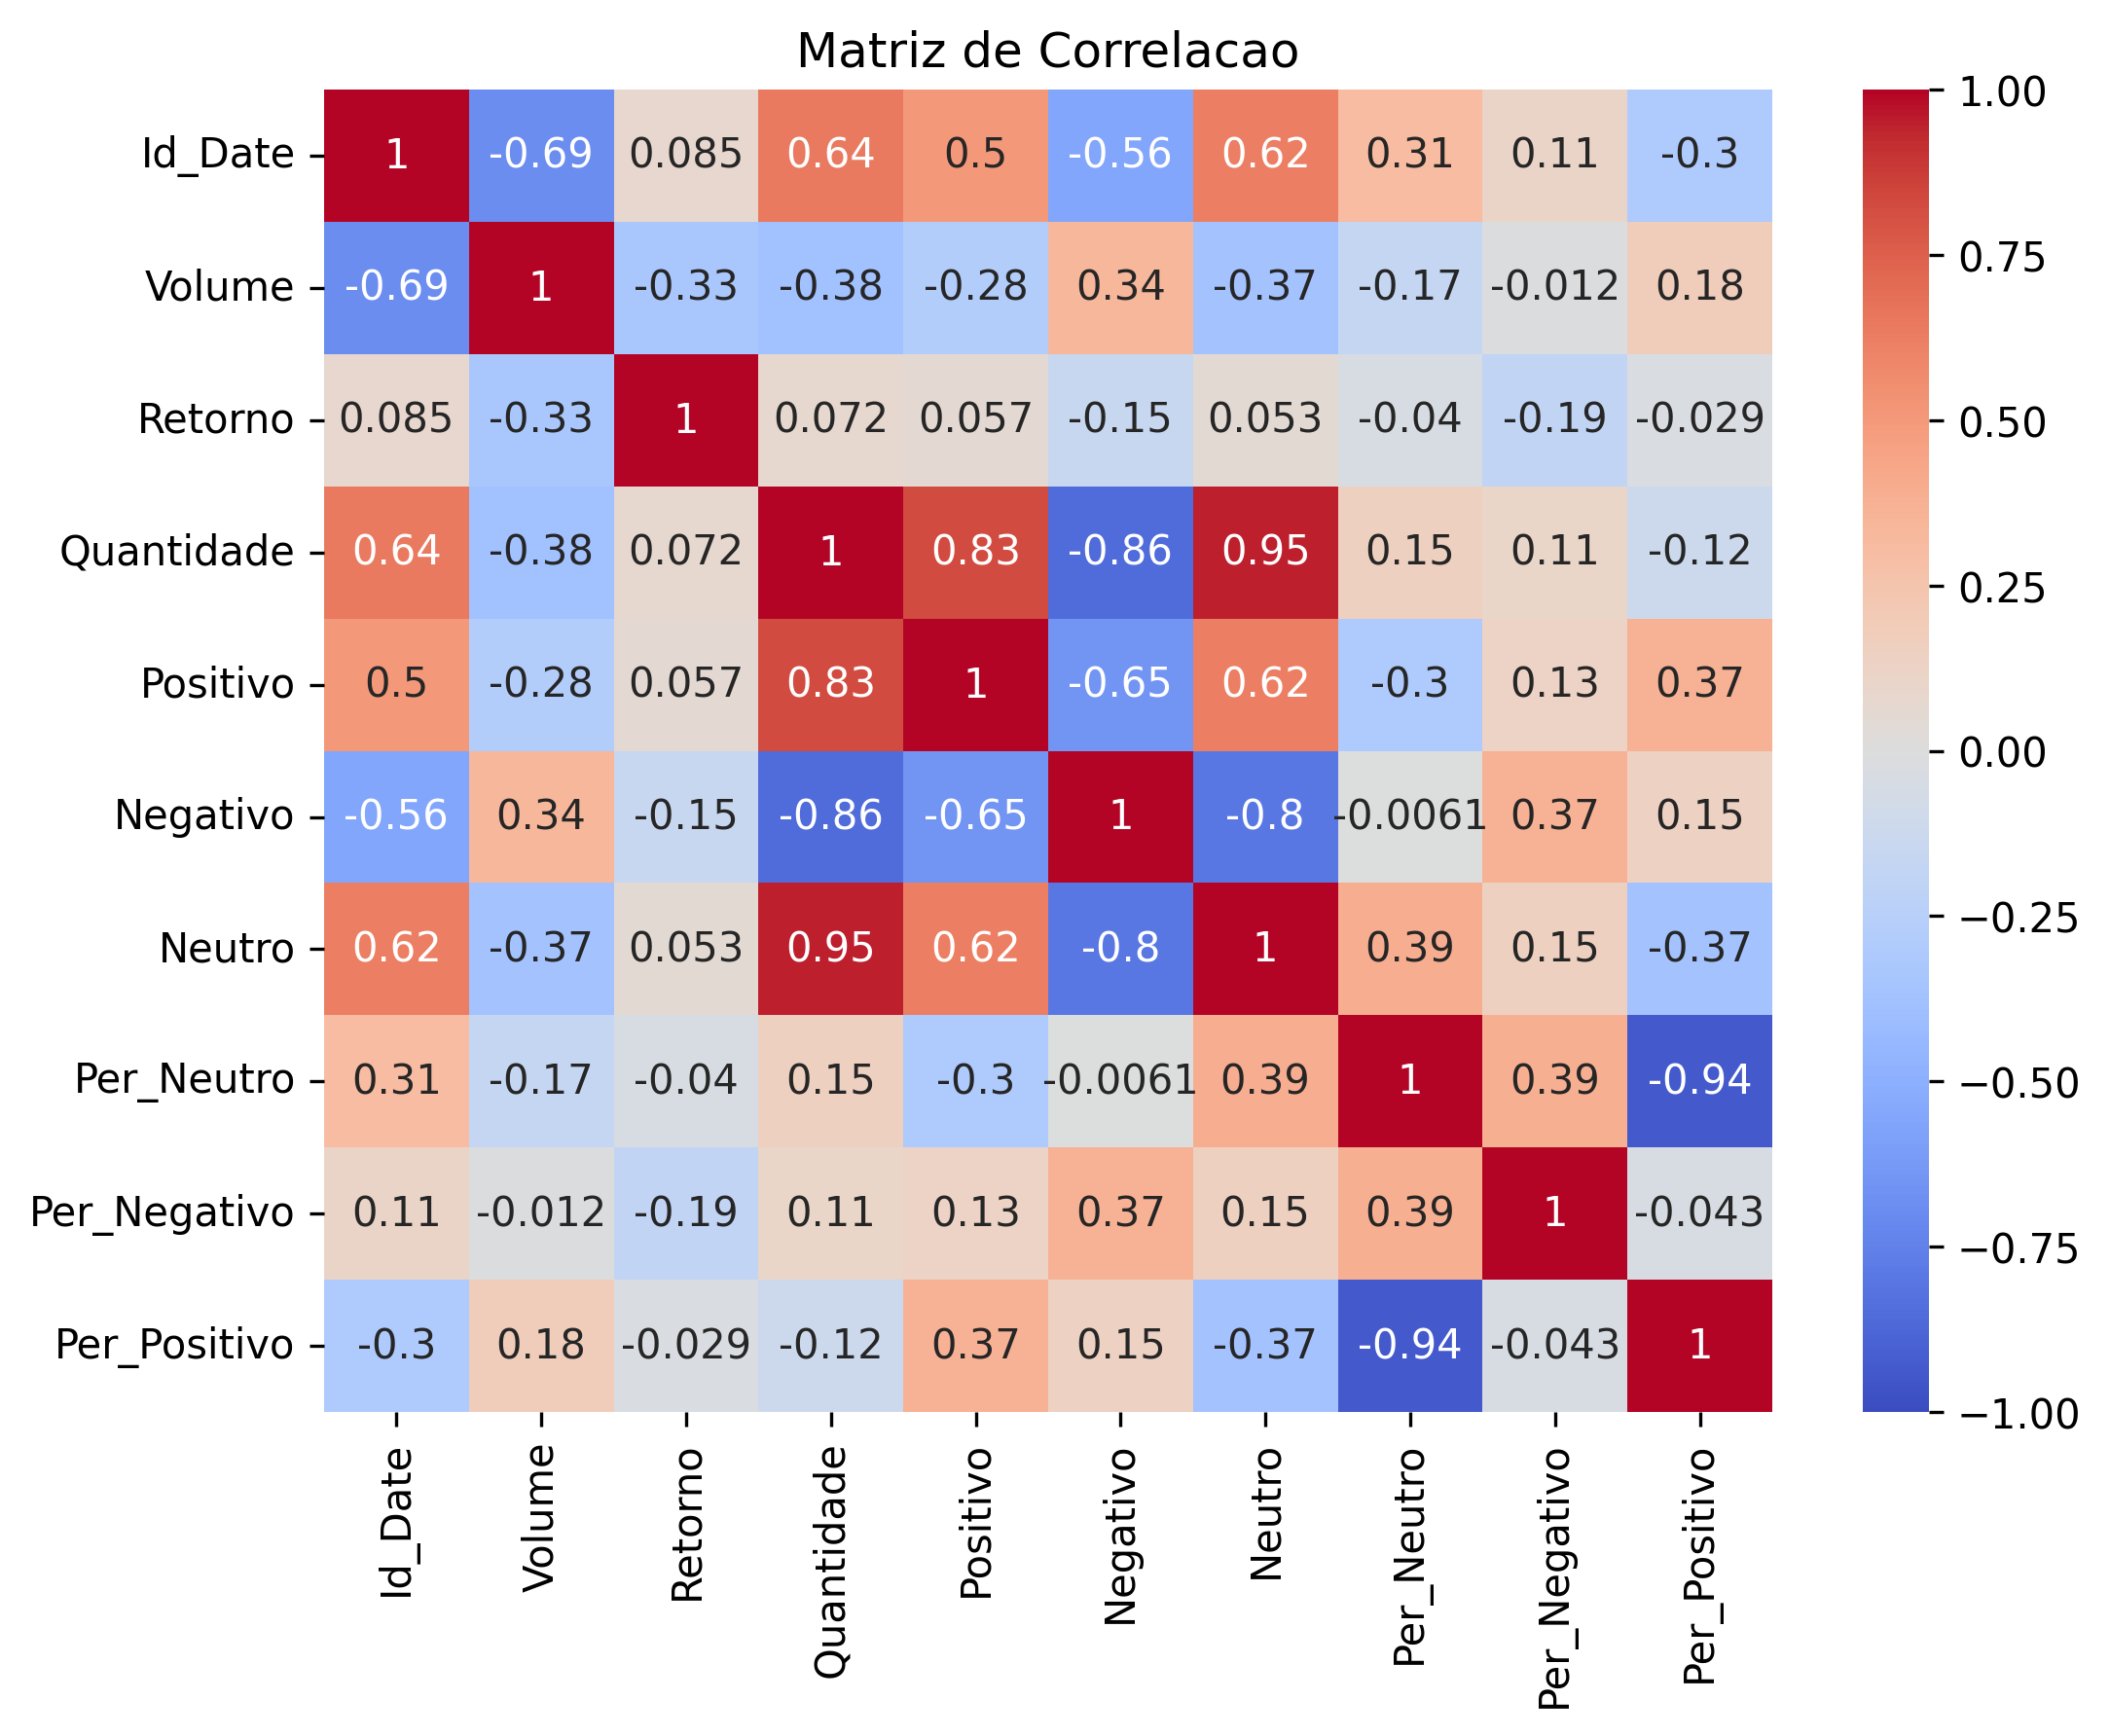 Matriz de Correlacao
Id_Date 1 -0.69 0.085 0.64 0.5 -0.56 0.62 0.31 0.11 -0.3
Volume -0.69 1 -0.33 -0.38 -0.28 0.34 -0.37 -0.17 -0.012 0.18
Retorno 0.085 -0.33 1 0.072 0.057 -0.15 0.053 -0.04 -0.19 -0.029
Quantidade 0.64 -0.38 0.072 1 0.83 -0.86 0.95 0.15 0.11 -0.12
Positivo 0.5 -0.28 0.057 0.83 1 -0.65 0.62 -0.3 0.13 0.37
Negativo -0.56 0.34 -0.15 -0.86 -0.65 1 -0.8 -0.0061 0.37 0.15
Neutro 0.62 -0.37 0.053 0.95 0.62 -0.8 1 0.39 0.15 -0.37
Per_Neutro 0.31 -0.17 -0.04 0.15 -0.3 -0.0061 0.39 1 0.39 -0.94
Per_Negativo 0.11 -0.012 -0.19 0.11 0.13 0.37 0.15 0.39 1 -0.043
Per_Positivo -0.3 0.18 -0.029 -0.12 0.37 0.15 -0.37 -0.94 -0.043 1
Id_Date Volume Retorno Quantidade Positivo Negativo Neutro Per_Neutro Per_Negativo Per_Positivo
1.00
0.75
0.50
0.25
0.00
−0.25
−0.50
−0.75
−1.00